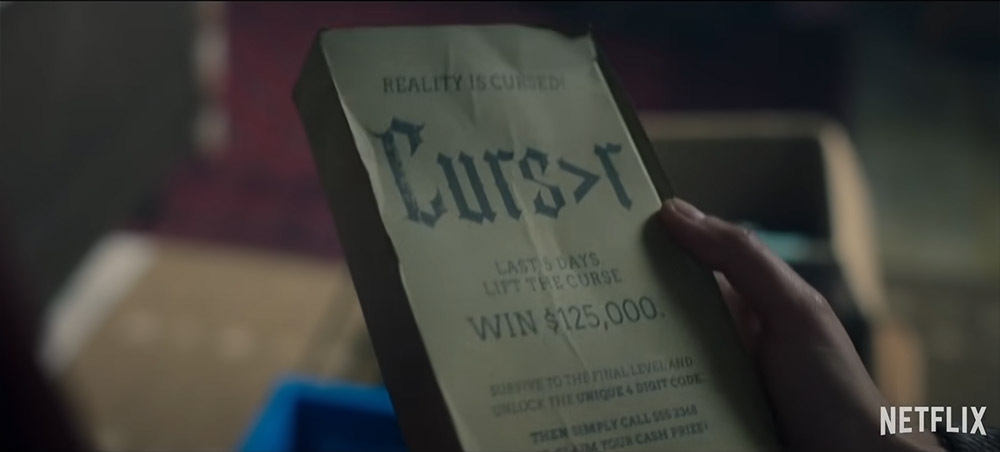 REALITY IS CURSED!
Curs>r
LAST 5 DAYS
LIFT THE CURSE
WIN $125,000.
SURVIVE TO THE FINAL LEVEL AND
UNLOCK THE UNIQUE 4 DIGIT CODE
THEN SIMPLY CALL 555 2368
CLAIM YOUR CASH PRIZE!
NETFLIX